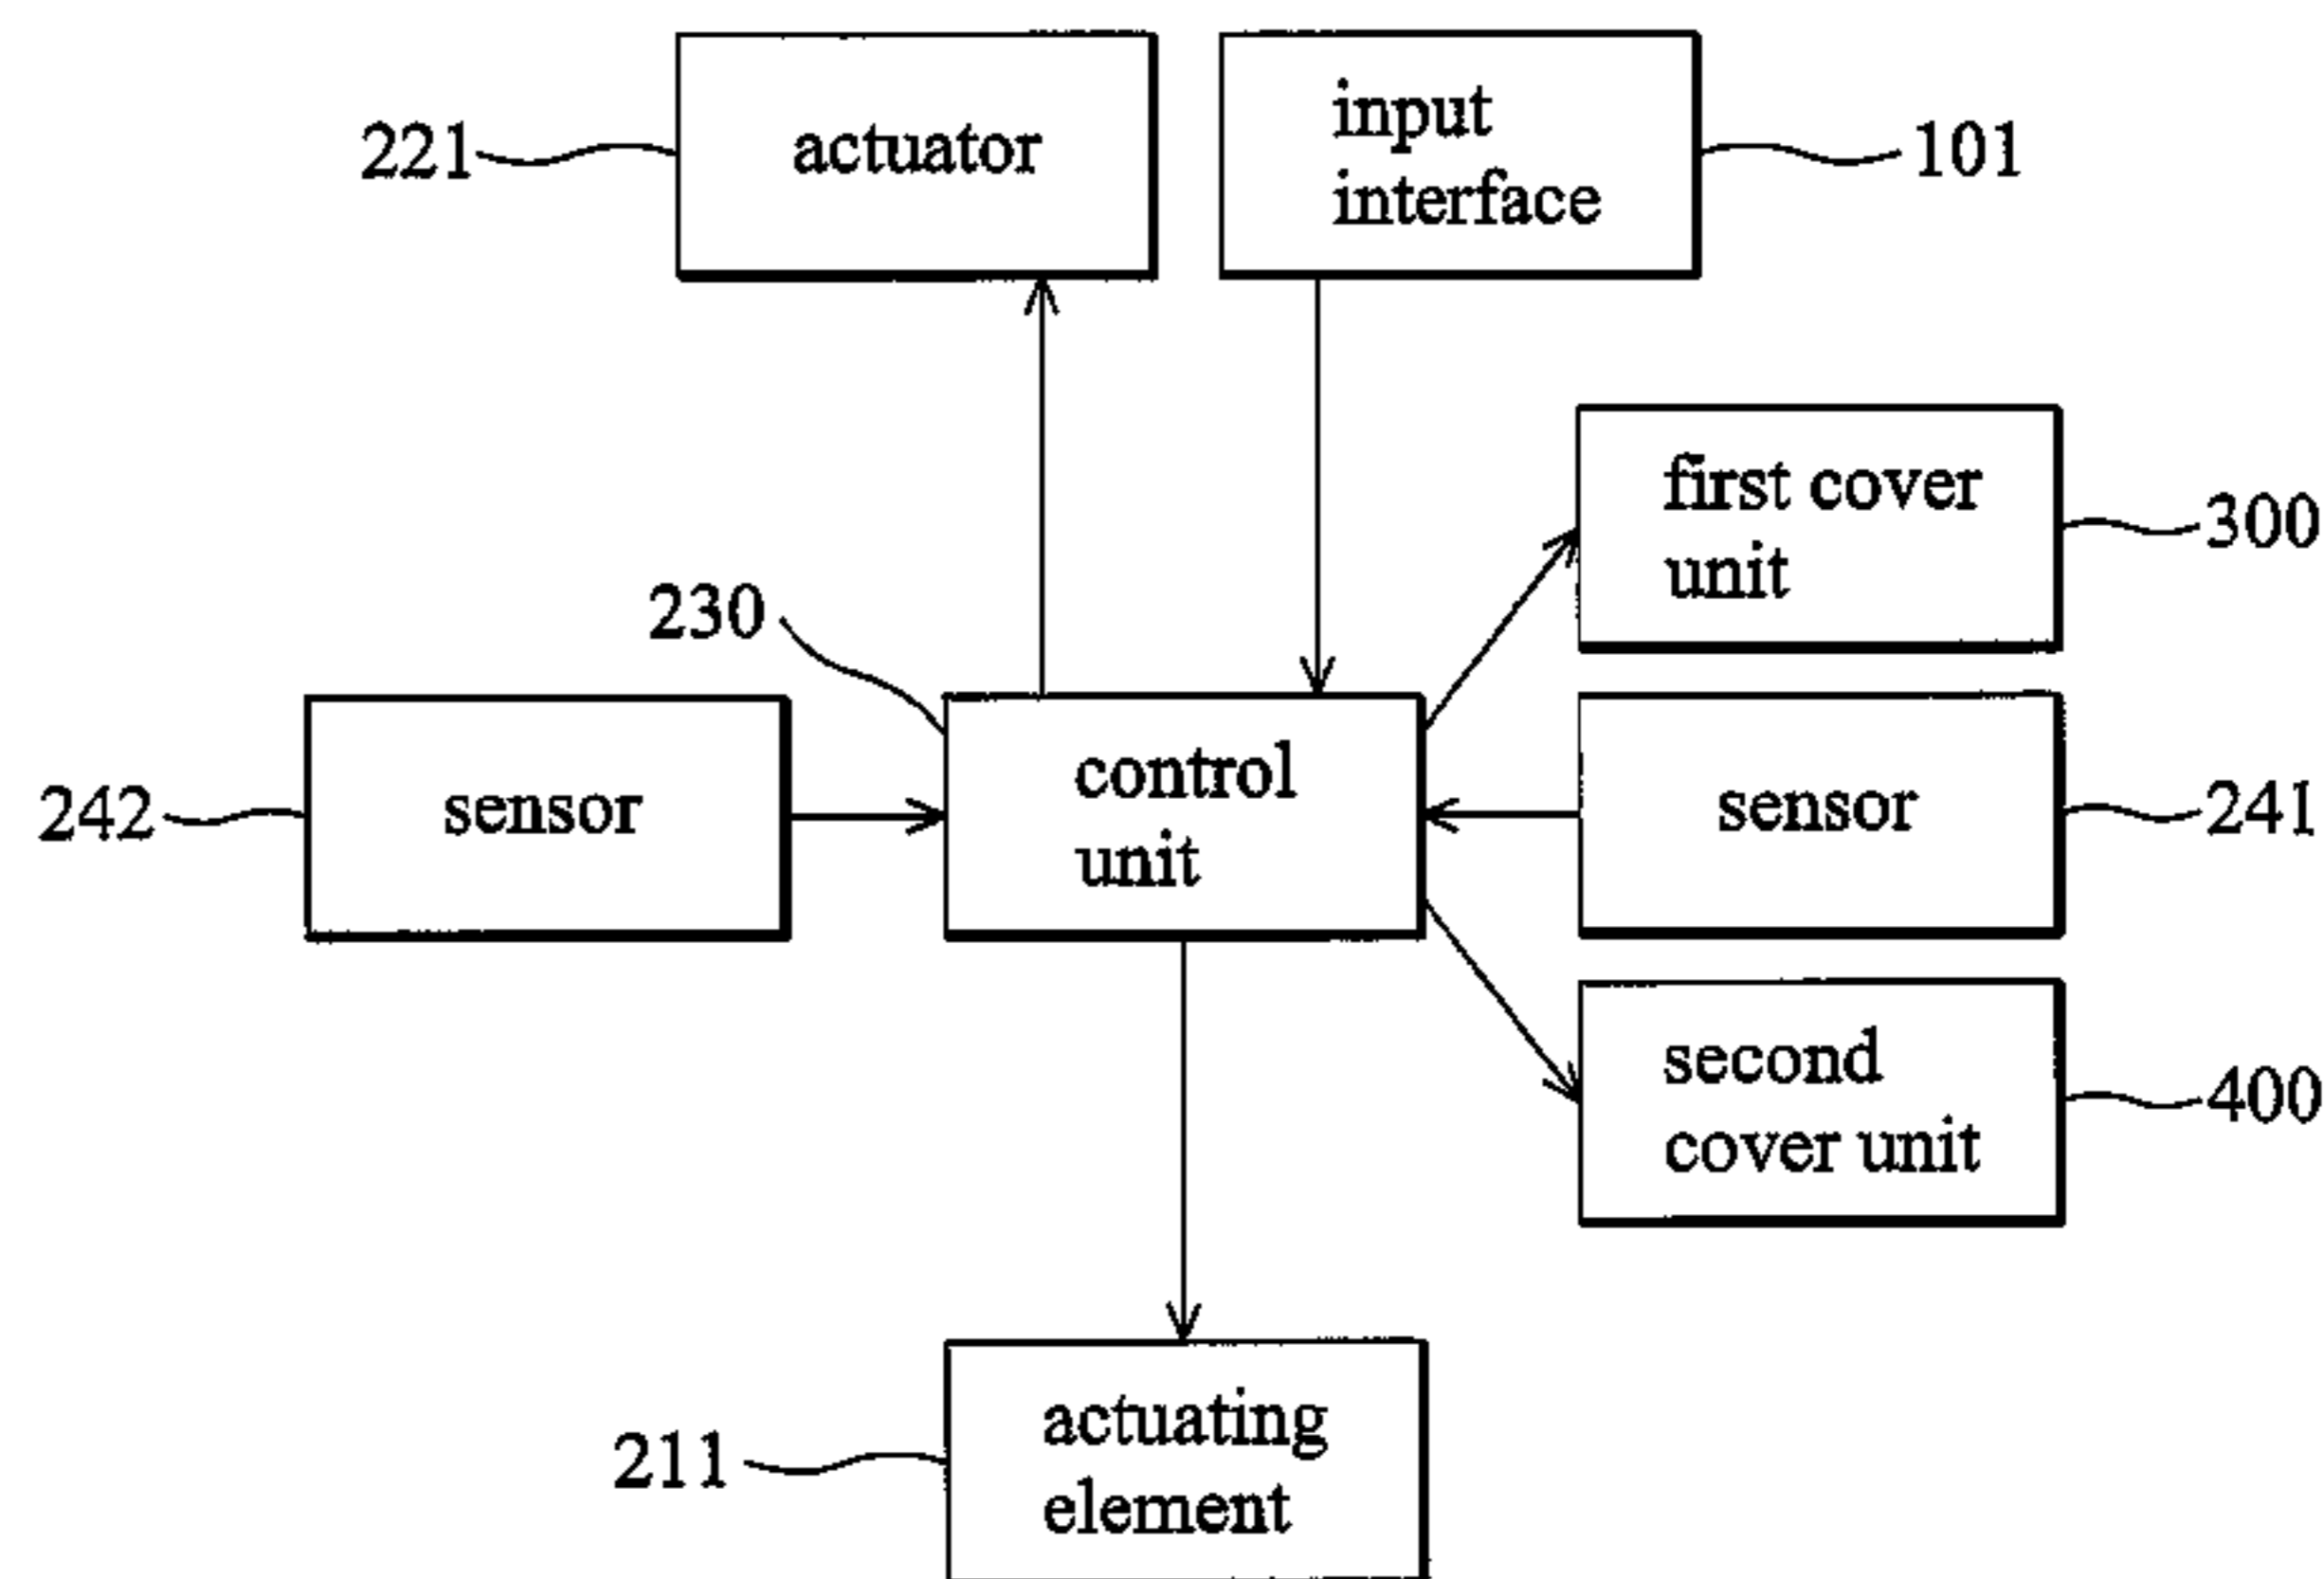 221
actuator
input
interface
101
first cover
unit
300
230
242
sensor
control
unit
sensor
241
second
cover unit
400
211
actuating
element